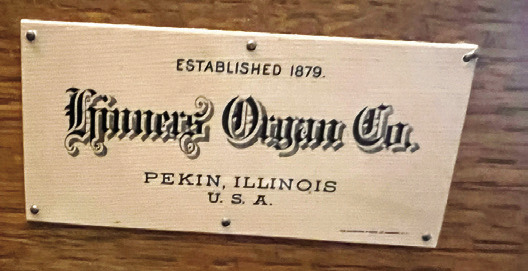 ESTABLISHED 1879.
Hinners Organ Co.
PEKIN, ILLINOIS
U. S. A.